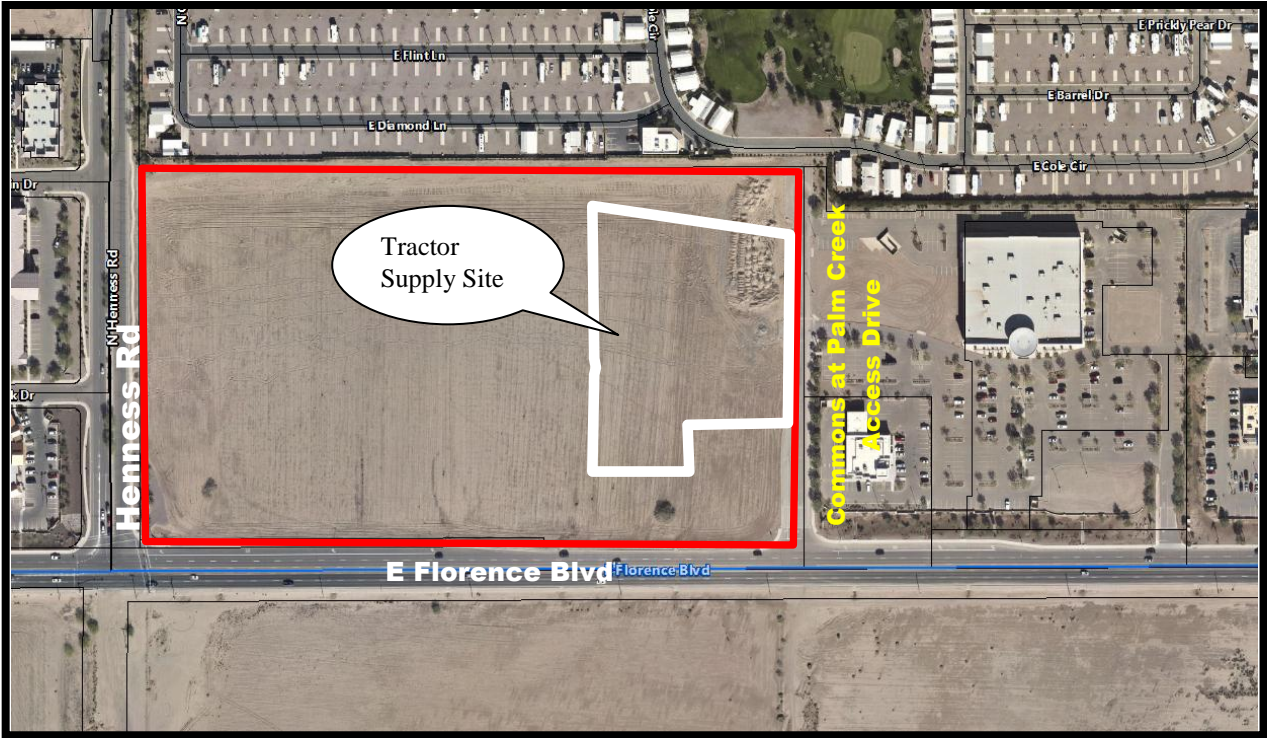 E Prickly Pear Dr
E Flint Ln
E Barrel Dr
E Diamond Ln
E Cole Cir
Tractor
Supply Site
N Henness Rd
Henness Rd
Commons at Palm Creek
Access Drive
E Florence Blvd
Florence Blvd